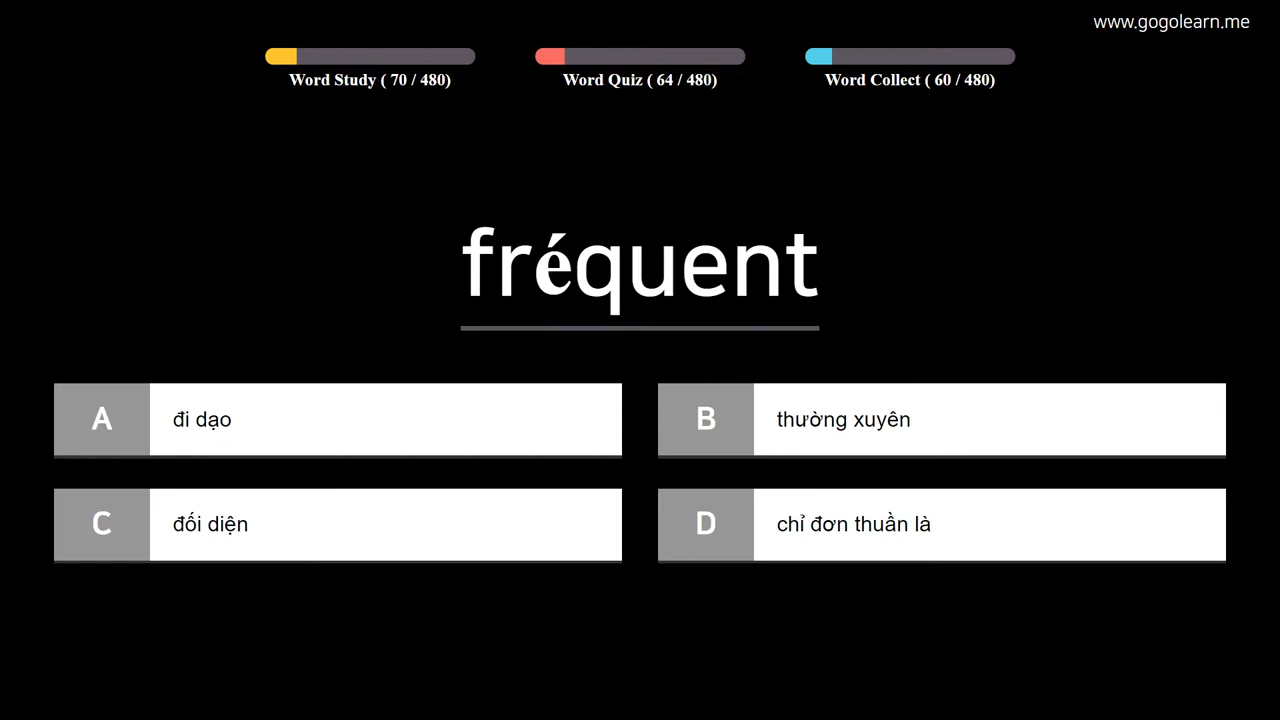 www.gogolearn.me
Word Study ( 70 / 480)
Word Quiz ( 64 / 480)
Word Collect ( 60 / 480)
fréquent
A đi dạo
B thường xuyên
C đối diện
D chỉ đơn thuần là